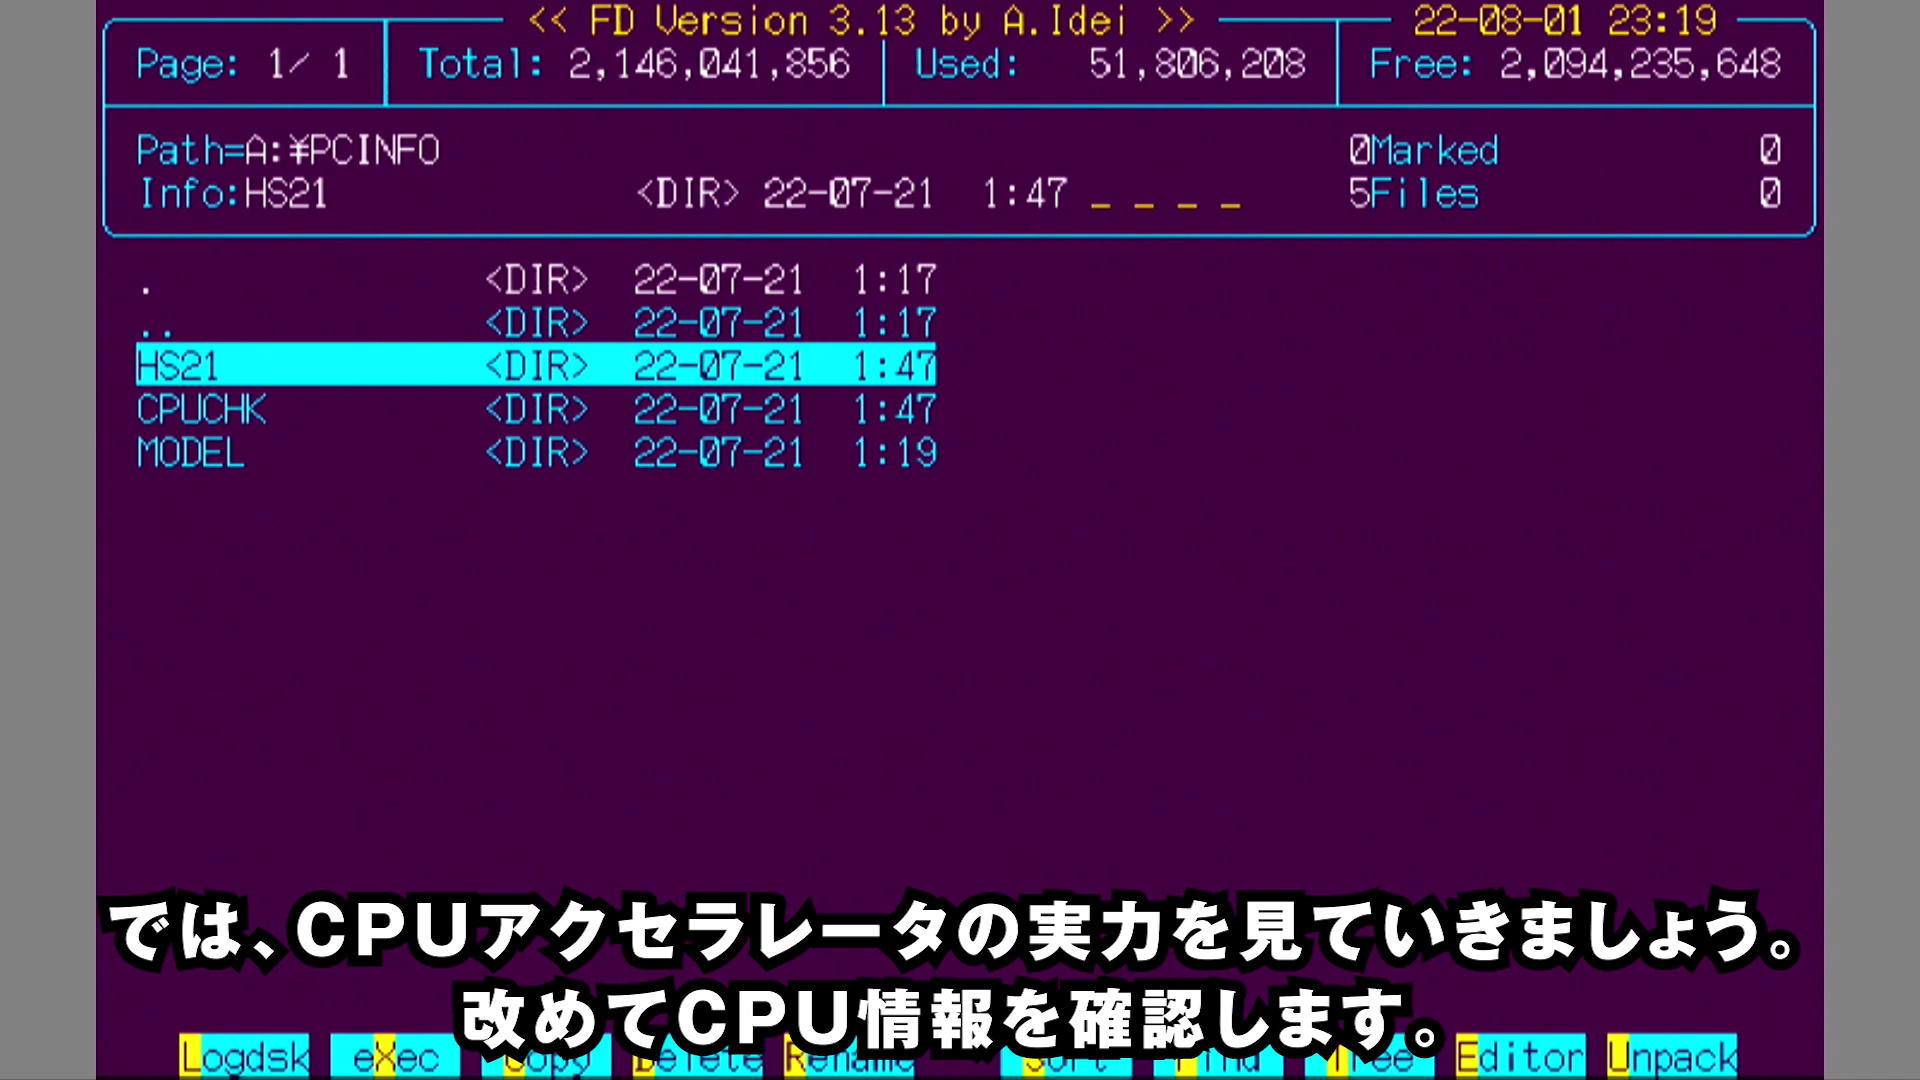 << FD Version 3.13 by A.Idei >> 22-08-01 23:19
Page: 1/ 1 Total: 2,146,041,856 Used: 51,806,208 Free: 2,094,235,648
Path=A:¥PCINFO 0Marked 0
Info:HS21 <DIR> 22-07-21 1:47 _ _ _ _ 5Files 0
. <DIR> 22-07-21 1:17
.. <DIR> 22-07-21 1:17
HS21 <DIR> 22-07-21 1:47
CPUCHK <DIR> 22-07-21 1:47
MODEL <DIR> 22-07-21 1:19
では、CPUアクセラレータの実力を見ていきましょう。
改めてCPU情報を確認します。
Logdsk eXec Copy Delete Rename Sort Find Tree Editor Unpack